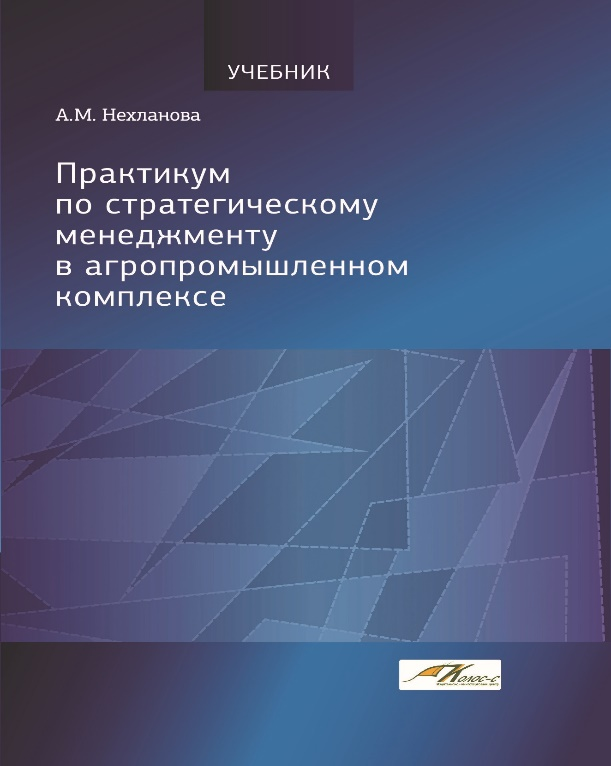 УЧЕБНИК
А.М. Нехланова
Практикум
по стратегическому
менеджменту
в агропромышленном
комплексе
Колос-с